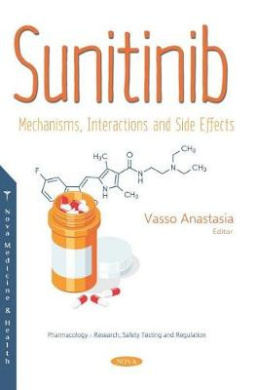 Sunitinib
Mechanisms, Interactions and Side Effects
F
H₃C
CH₃
O
N
H
N
CH₃
CH₃
N
H
Vasso Anastasia
Editor
Nova Medicine & Health
Pharmacology - Research, Safety Testing and Regulation
NOVA